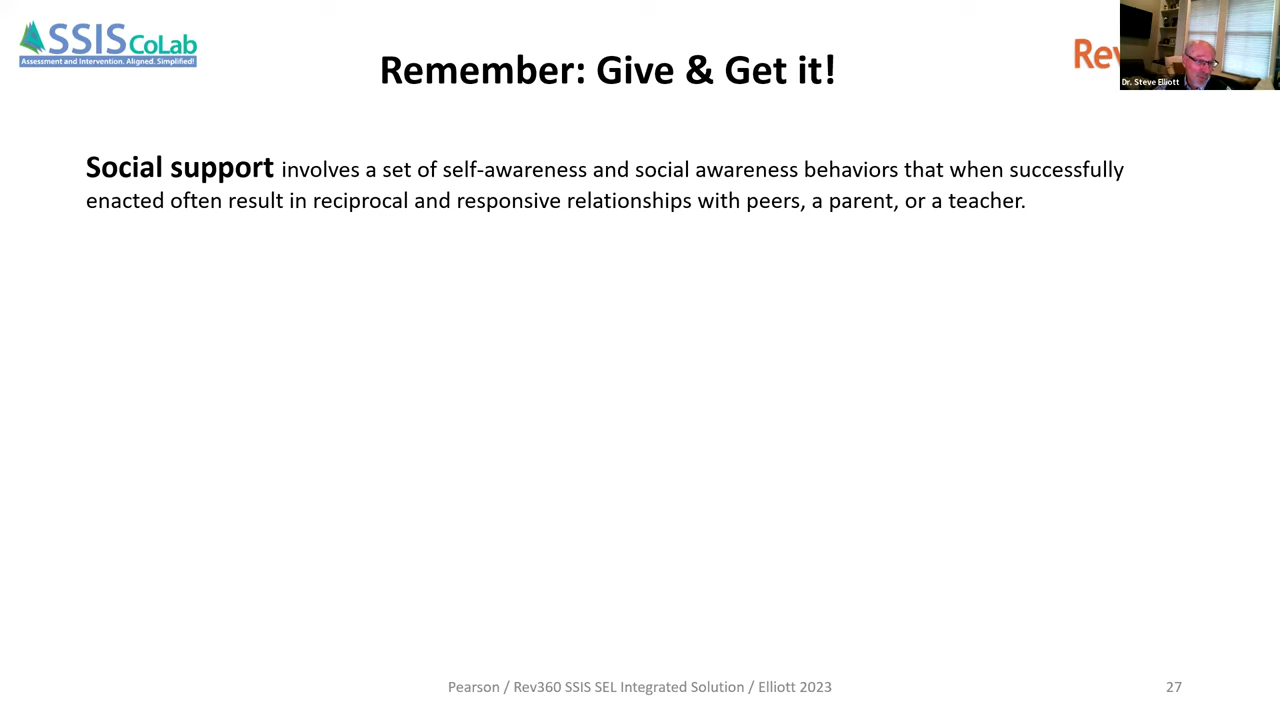 SSIS CoLab
Assessment and Intervention. Aligned. Simplified!
Remember: Give & Get it!
Rev
Dr. Steve Elliott
Social support involves a set of self-awareness and social awareness behaviors that when successfully
enacted often result in reciprocal and responsive relationships with peers, a parent, or a teacher.
Pearson / Rev360 SSIS SEL Integrated Solution / Elliott 2023
27